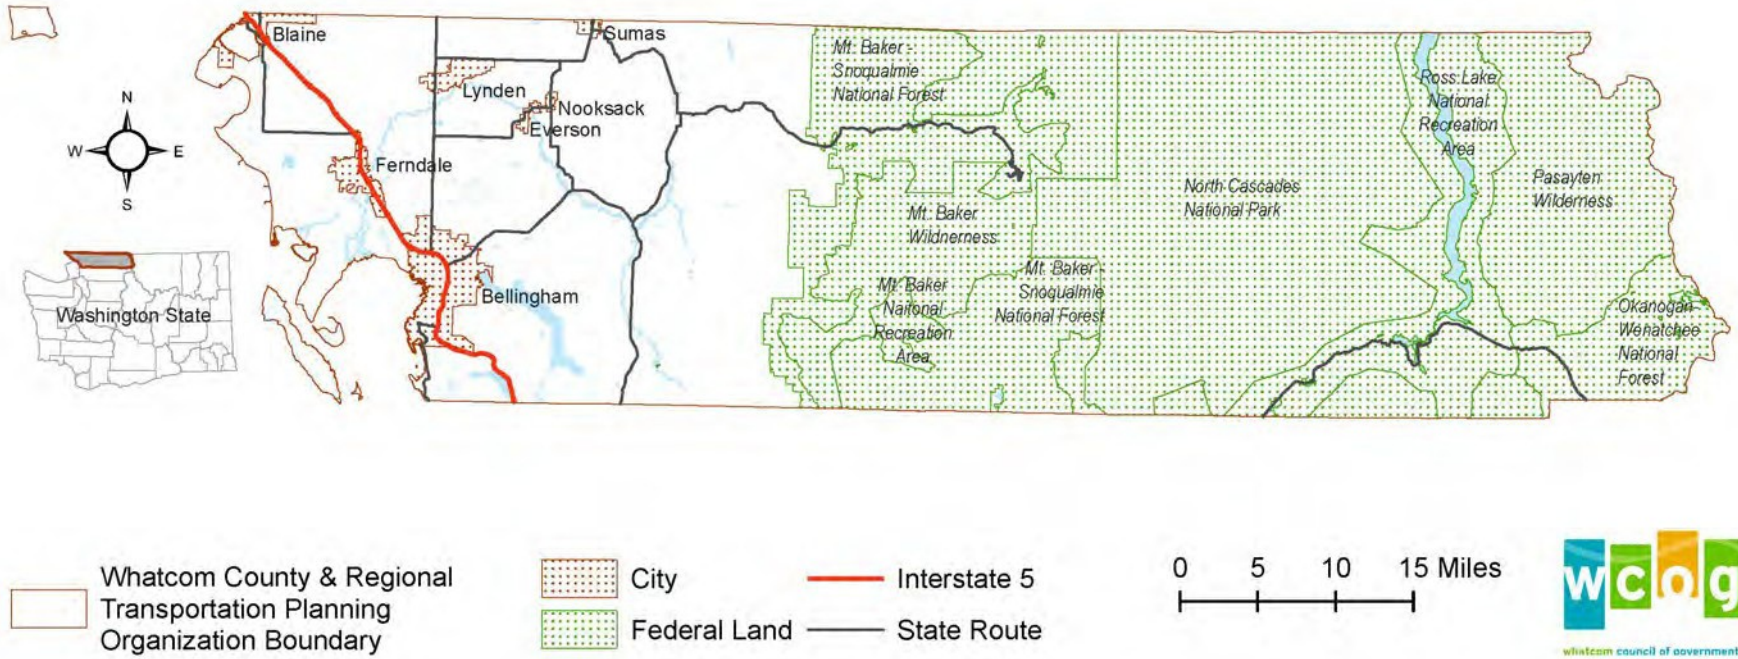 Blaine
Sumas
Mt. Baker -
Snoqualmie
National Forest
Lynden
Nooksack
Everson
Ross Lake
National
Recreation
Area
N
W
E
S
Ferndale
North Cascades
National Park
Pasayten
Wilderness
Mt. Baker
Wildnerness
Bellingham
Mt. Baker
Naitonal
Recreation
Area
Mt. Baker -
Snoqualmie
National Forest
Okanogan-
Wenatchee
National
Forest
Washington State
Whatcom County & Regional
Transportation Planning
Organization Boundary
City
Federal Land
Interstate 5
State Route
0 5 10 15 Miles
wcog
whatcom council of government